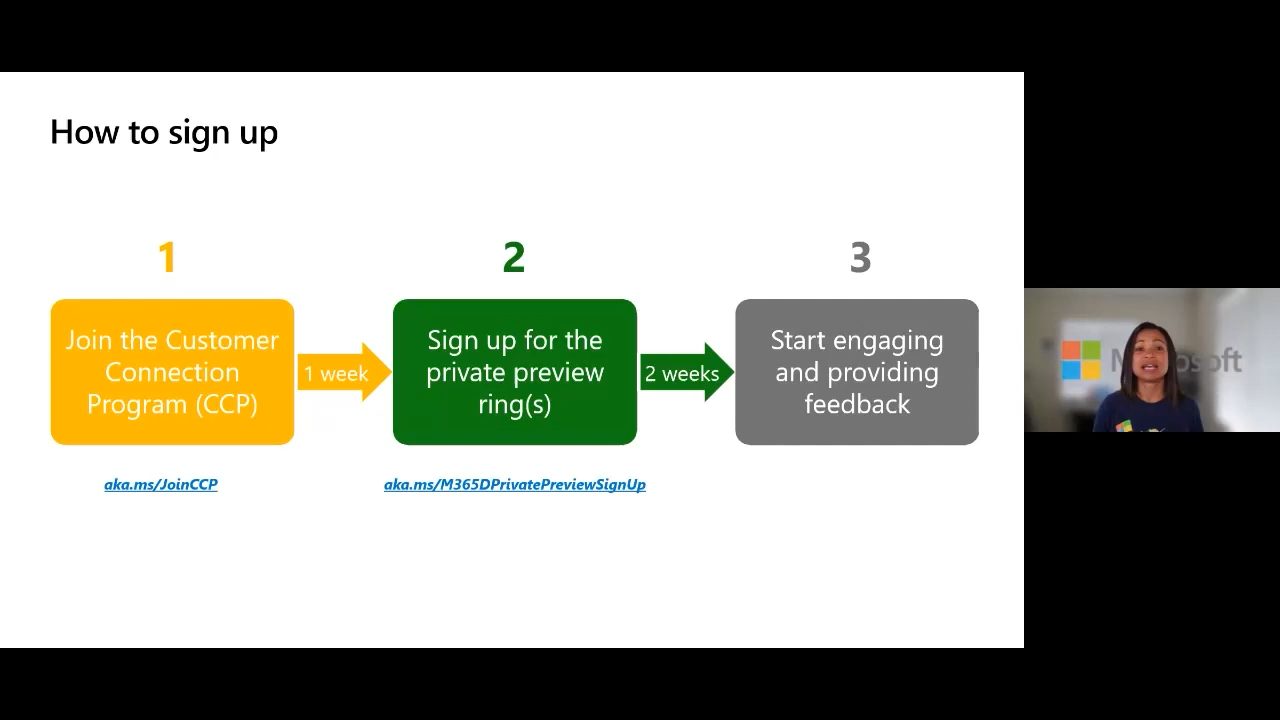 How to sign up
1
2
3
Join the Customer
Connection
Program (CCP)
1 week
Sign up for the
private preview
ring(s)
2 weeks
Start engaging
and providing
feedback
aka.ms/JoinCCP
aka.ms/M365DPrivatePreviewSignUp